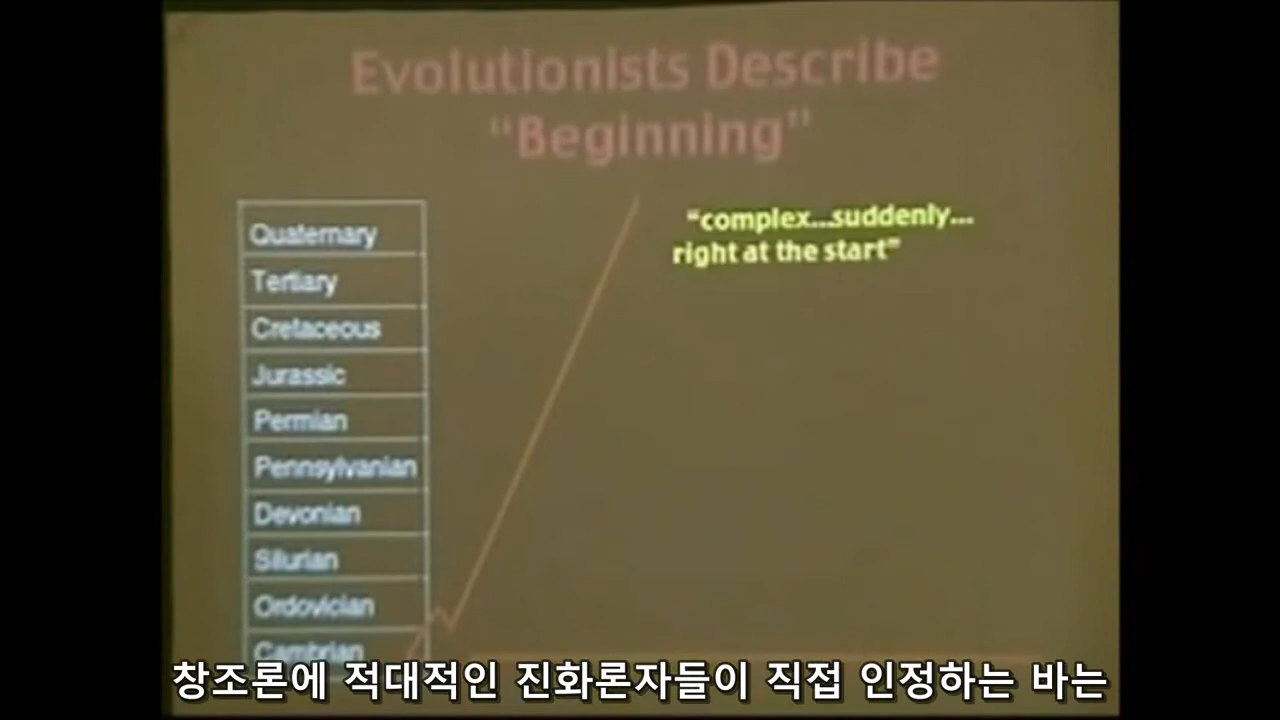 Evolutionists Describe
“Beginning”
“complex...suddenly...
right at the start”
Quaternary
Tertiary
Cretaceous
Jurassic
Permian
Pennsylvanian
Devonian
Silurian
Ordovician
Cambrian
창조론에 적대적인 진화론자들이 직접 인정하는 바는